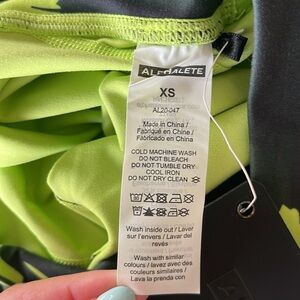 ALPHALETE
XS
AL20-047
Made in China /
Fabriqué en China /
Fabricado en China
COLD MACHINE WASH
DO NOT BLEACH
DO NOT TUMBLE DRY
COOL IRON
DO NOT DRY CLEAN
Wash inside out / Laver
sur l'envers / Lavar del
revés
Wash with similar
colours / lavez avec des
couleurs similaires /
Lava la prenda con